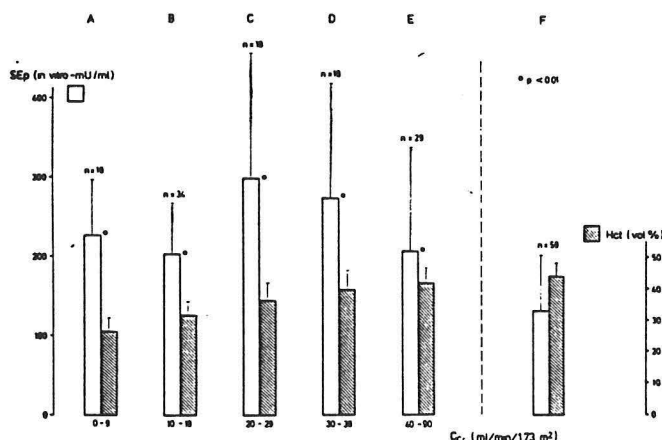 A B C D E F
n = 18
SEp (in vitro-mU/ml)
n = 18
° p < 0.01
400
n = 29
n = 18
300
n = 34
Hct (vol %)
n = 50
200
50
40
30
100
20
10
0
0
0 - 9 10 - 19 20 - 29 30 - 39 40 - 90
CCr (ml/min/1.73 m²)